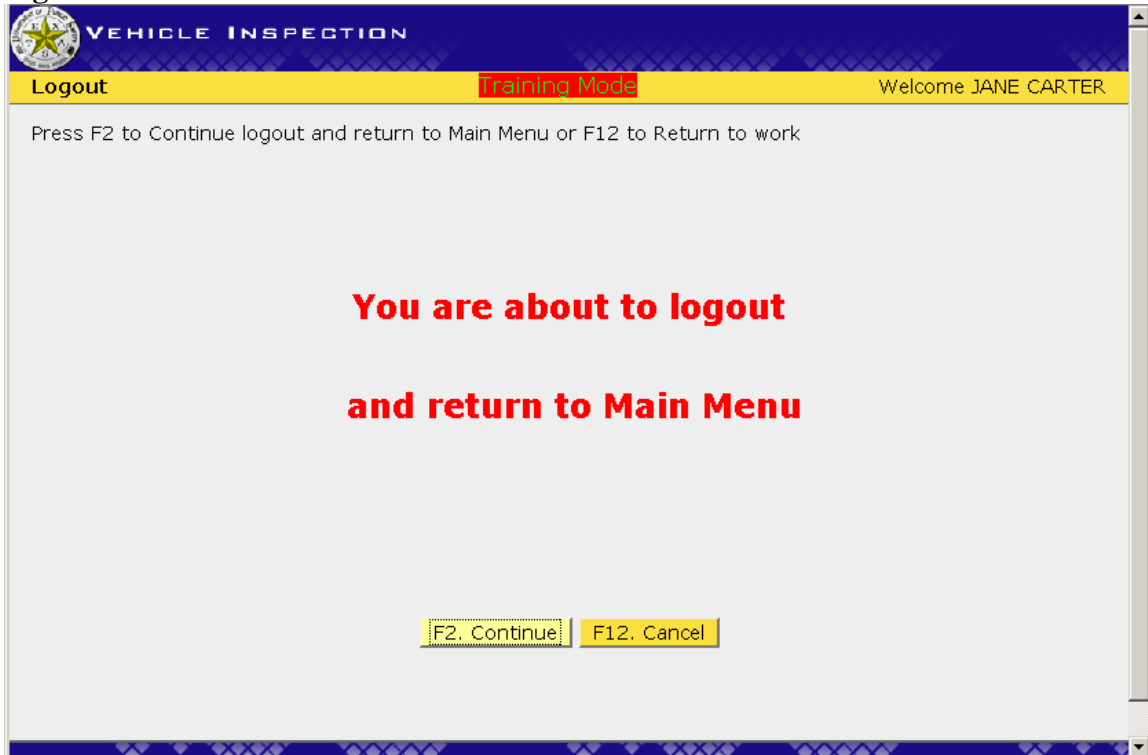 VEHICLE INSPECTION
Logout Training Mode Welcome JANE CARTER
Press F2 to Continue logout and return to Main Menu or F12 to Return to work
You are about to logout
and return to Main Menu
F2. Continue F12. Cancel